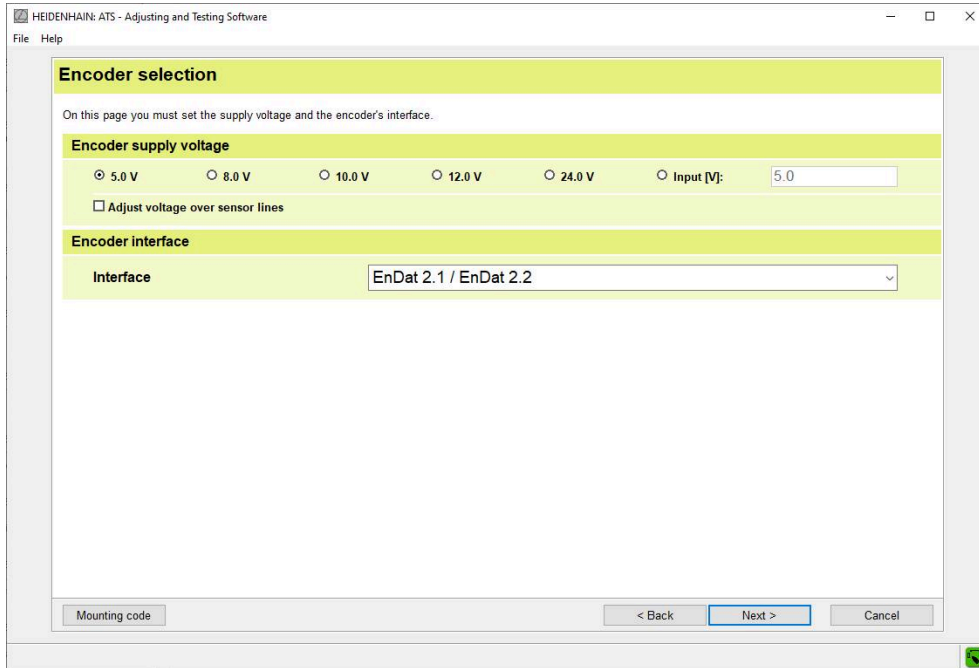 HEIDENHAIN: ATS - Adjusting and Testing Software
File Help
Encoder selection
On this page you must set the supply voltage and the encoder's interface.
Encoder supply voltage
5.0 V 8.0 V 10.0 V 12.0 V 24.0 V Input [V]: 5.0
Adjust voltage over sensor lines
Encoder interface
Interface EnDat 2.1 / EnDat 2.2
Mounting code < Back Next > Cancel